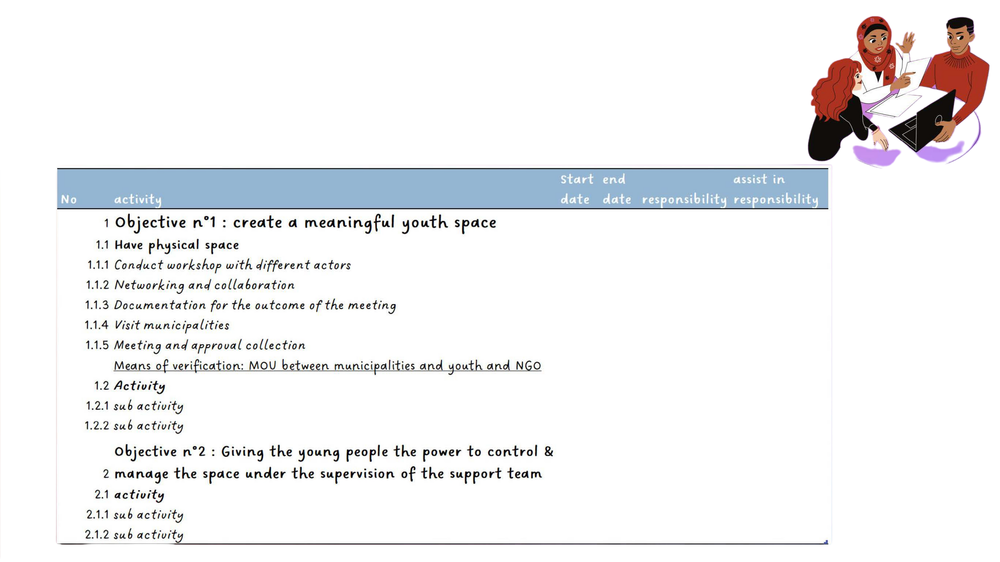 Start end assist in
No activity date date responsibility responsibility
1 Objective n°1 : create a meaningful youth space
1.1 Have physical space
1.1.1 Conduct workshop with different actors
1.1.2 Networking and collaboration
1.1.3 Documentation for the outcome of the meeting
1.1.4 Visit municipalities
1.1.5 Meeting and approval collection
Means of verification: MOU between municipalities and youth and NGO
1.2 Activity
1.2.1 sub activity
1.2.2 sub activity
Objective n°2 : Giving the young people the power to control &
2 manage the space under the supervision of the support team
2.1 activity
2.1.1 sub activity
2.1.2 sub activity